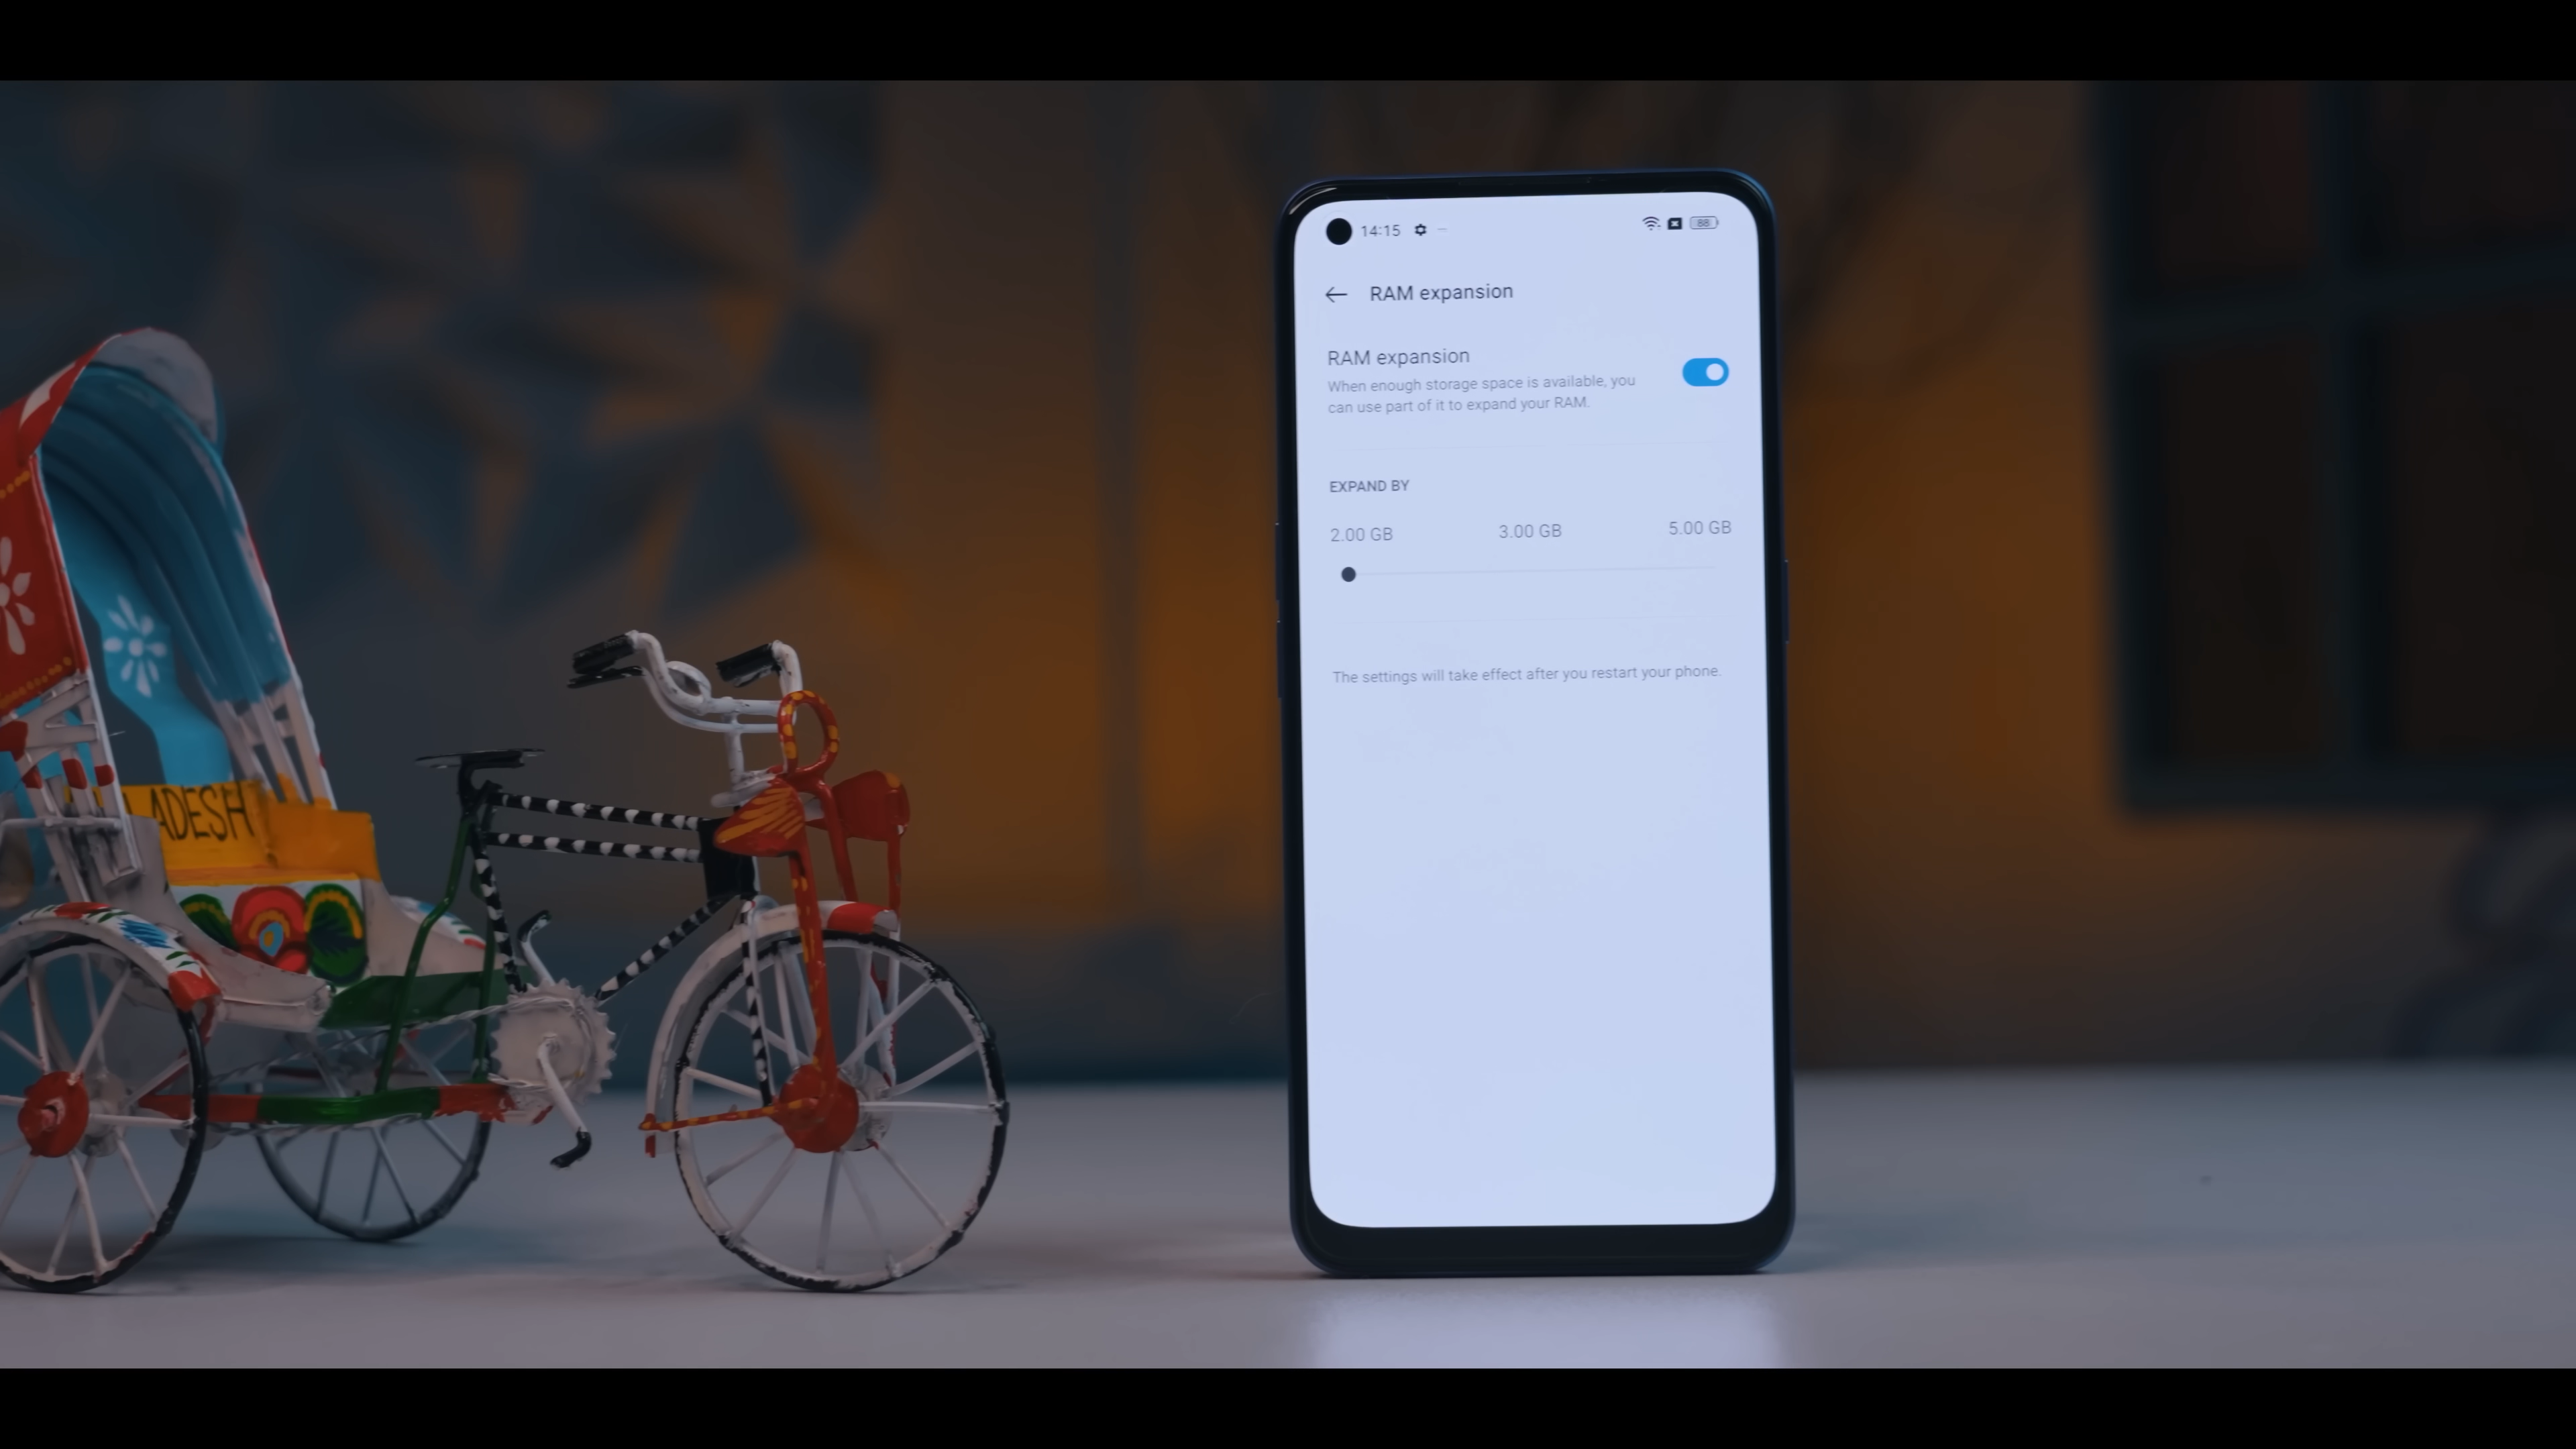 14:15
88
RAM expansion
RAM expansion
When enough storage space is available, you
can use part of it to expand your RAM.
EXPAND BY
2.00 GB 3.00 GB 5.00 GB
The settings will take effect after you restart your phone.
ADESH